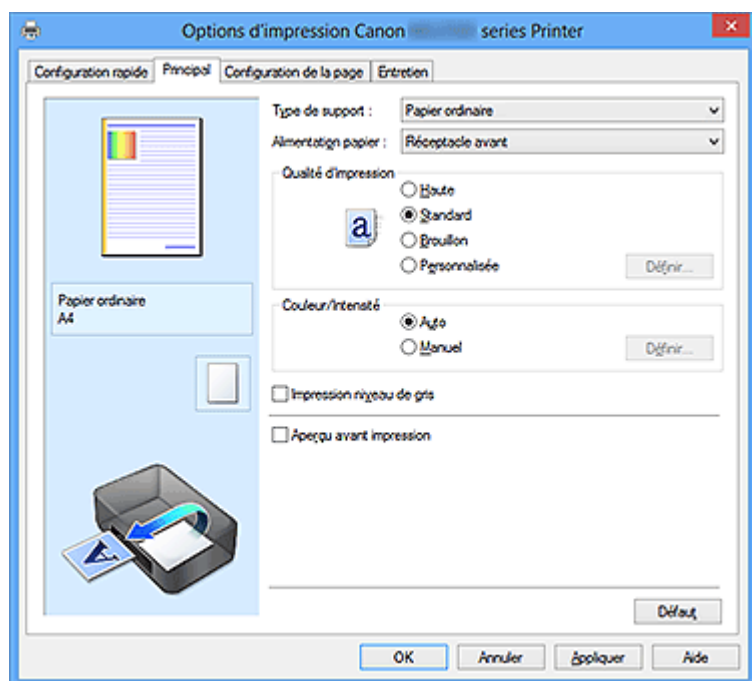 Options d'impression Canon series Printer
Configuration rapide Principal Configuration de la page Entretien
Type de support : Papier ordinaire
Alimentation papier : Réceptacle avant
Qualité d'impression
Haute
a Standard
Brouillon
Personnalisée Définir...
Papier ordinaire
A4
Couleur/Intensité
Auto
Manuel Définir...
Impression niveau de gris
Aperçu avant impression
A
Défaut
OK Annuler Appliquer Aide